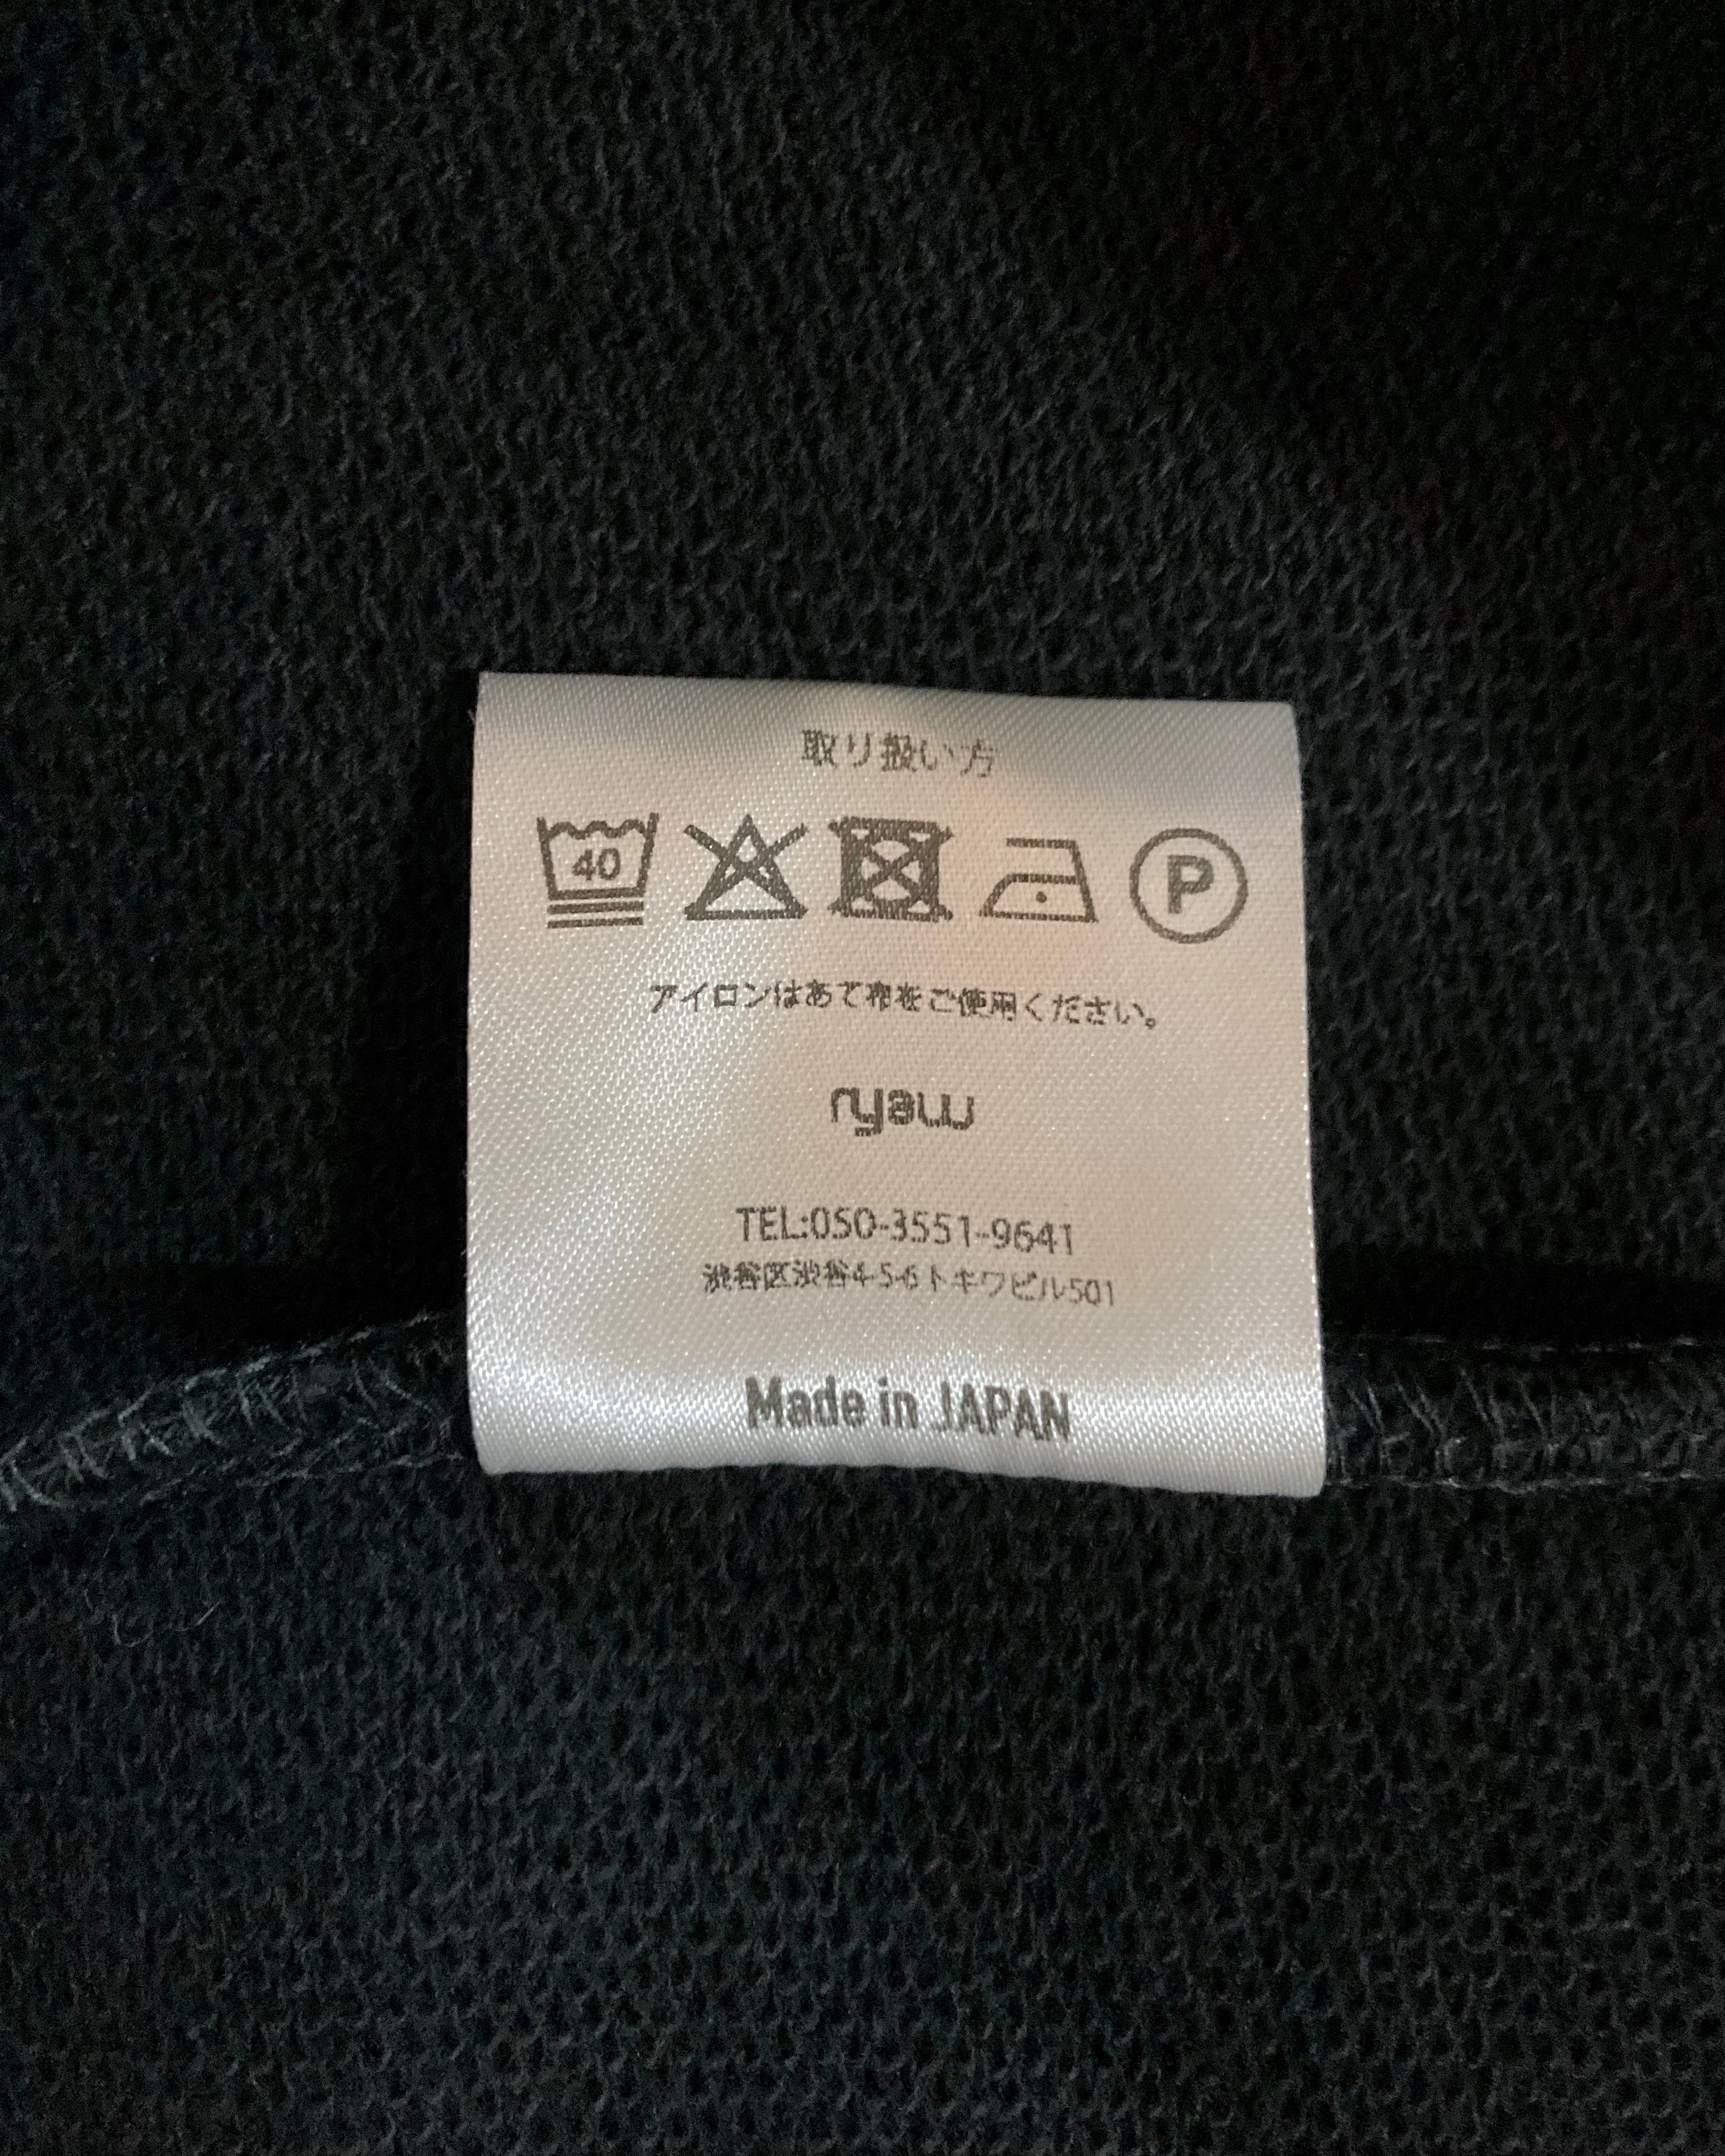 取り扱い方
40 P
アイロンはあて布をご使用ください。
ryaw
TEL:050-3551-9641
渋谷区渋谷4-5-6トキワビル501
Made in JAPAN